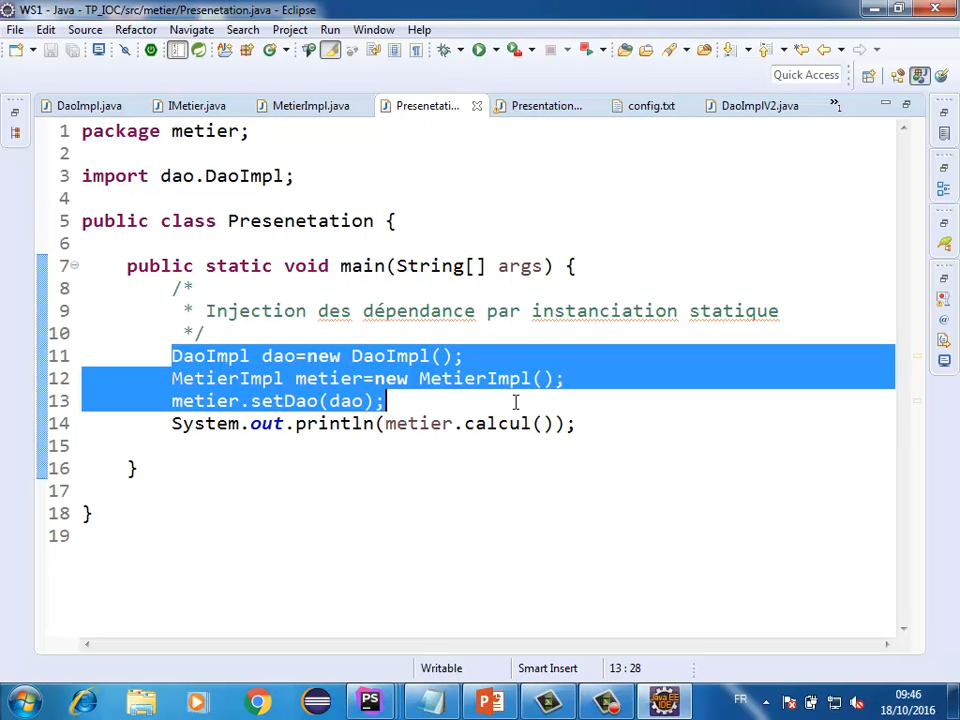 WS1 - Java - TP_IOC/src/metier/Presenetation.java - Eclipse
File Edit Source Refactor Navigate Search Project Run Window Help
Quick Access
DaoImpl.java IMetier.java MetierImpl.java Presenetati... Presentation... config.txt DaoImplV2.java »1
1 package metier;
2
3 import dao.DaoImpl;
4
5 public class Presenetation {
6
7 public static void main(String[] args) {
8 /*
9 * Injection des dépendance par instanciation statique
10 */
11 DaoImpl dao=new DaoImpl();
12 MetierImpl metier=new MetierImpl();
13 metier.setDao(dao);
14 System.out.println(metier.calcul());
15
16 }
17
18 }
19
Writable Smart Insert 13 : 28
PS Java EE IDE FR 09:46
18/10/2016